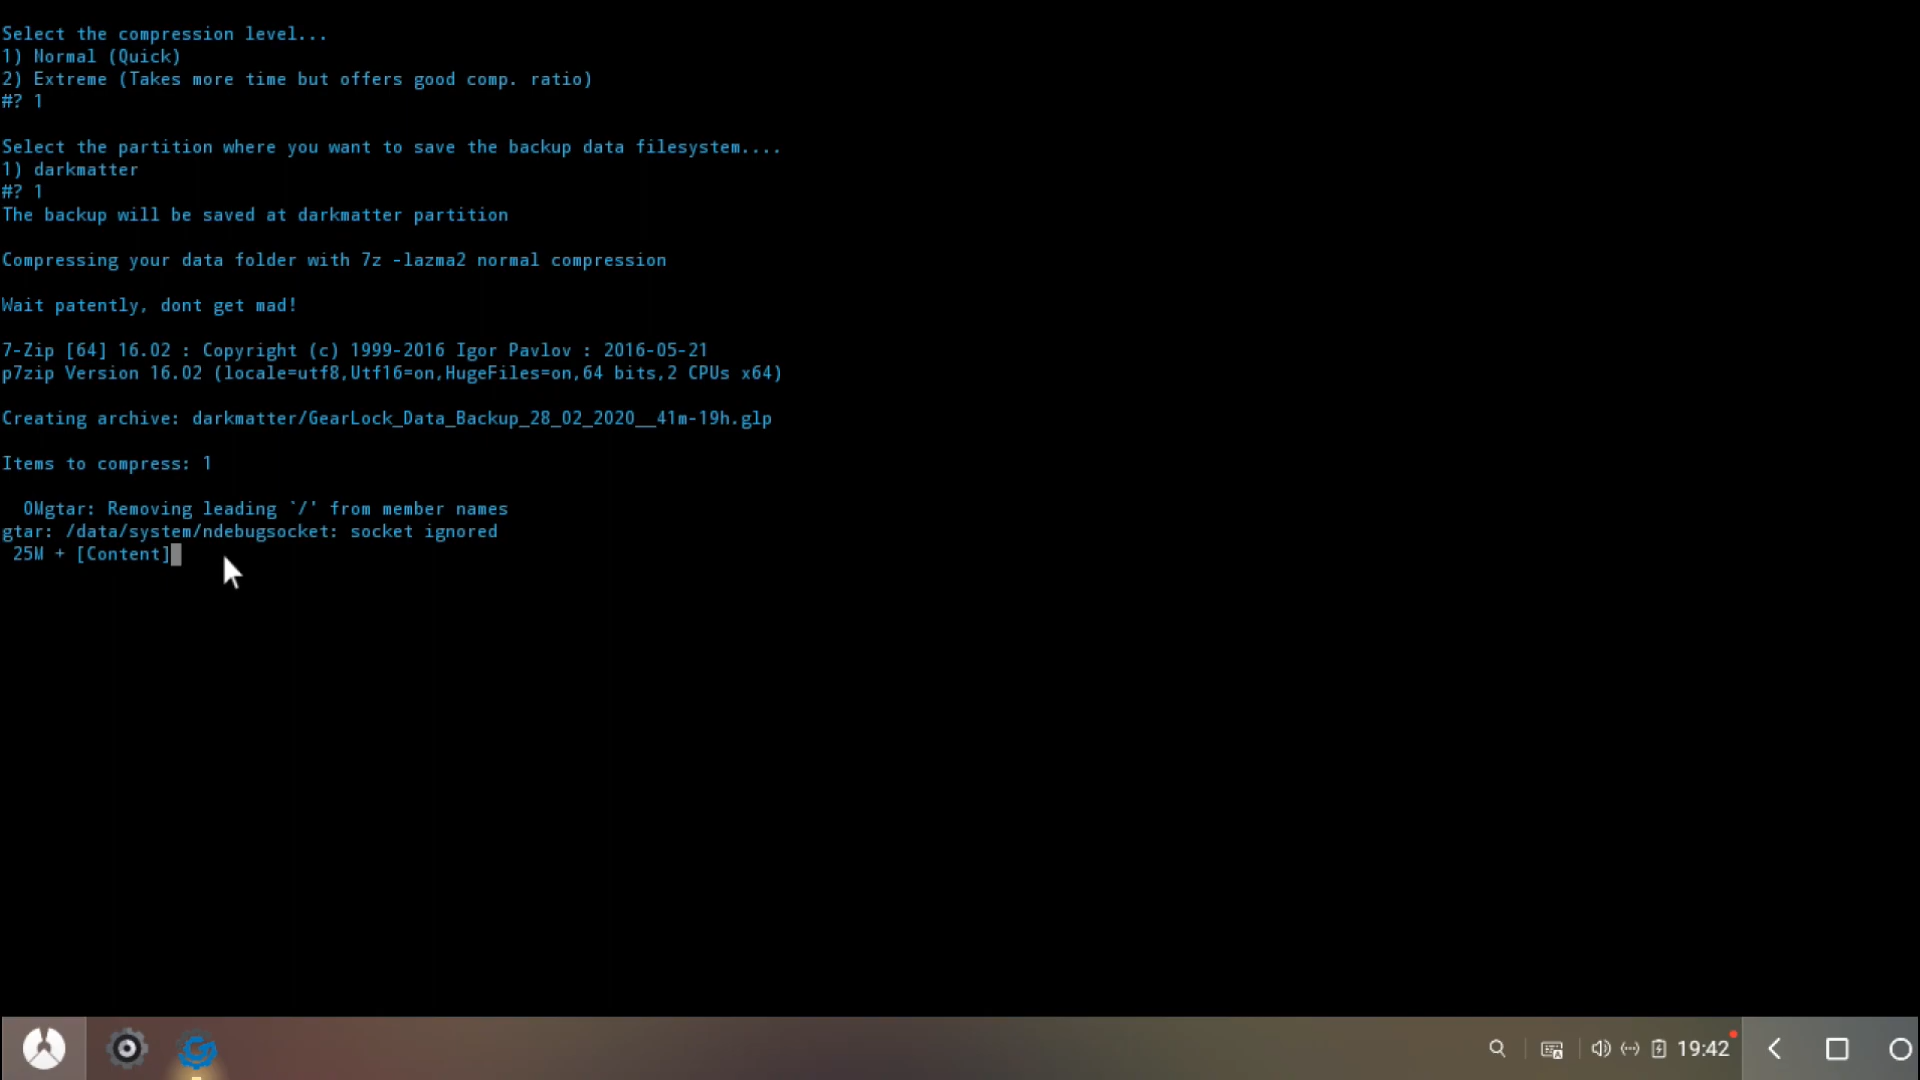 Select the compression level...
1) Normal (Quick)
2) Extreme (Takes more time but offers good comp. ratio)
#? 1
Select the partition where you want to save the backup data filesystem....
1) darkmatter
#? 1
The backup will be saved at darkmatter partition
Compressing your data folder with 7z -lazma2 normal compression
Wait patently, dont get mad!
7-Zip [64] 16.02 : Copyright (c) 1999-2016 Igor Pavlov : 2016-05-21
p7zip Version 16.02 (locale=utf8,Utf16=on,HugeFiles=on,64 bits,2 CPUs x64)
Creating archive: darkmatter/GearLock_Data_Backup_28_02_2020__41m-19h.glp
Items to compress: 1
0Mgtar: Removing leading `/' from member names
gtar: /data/system/ndebugsocket: socket ignored
25M + [Content]
19:42